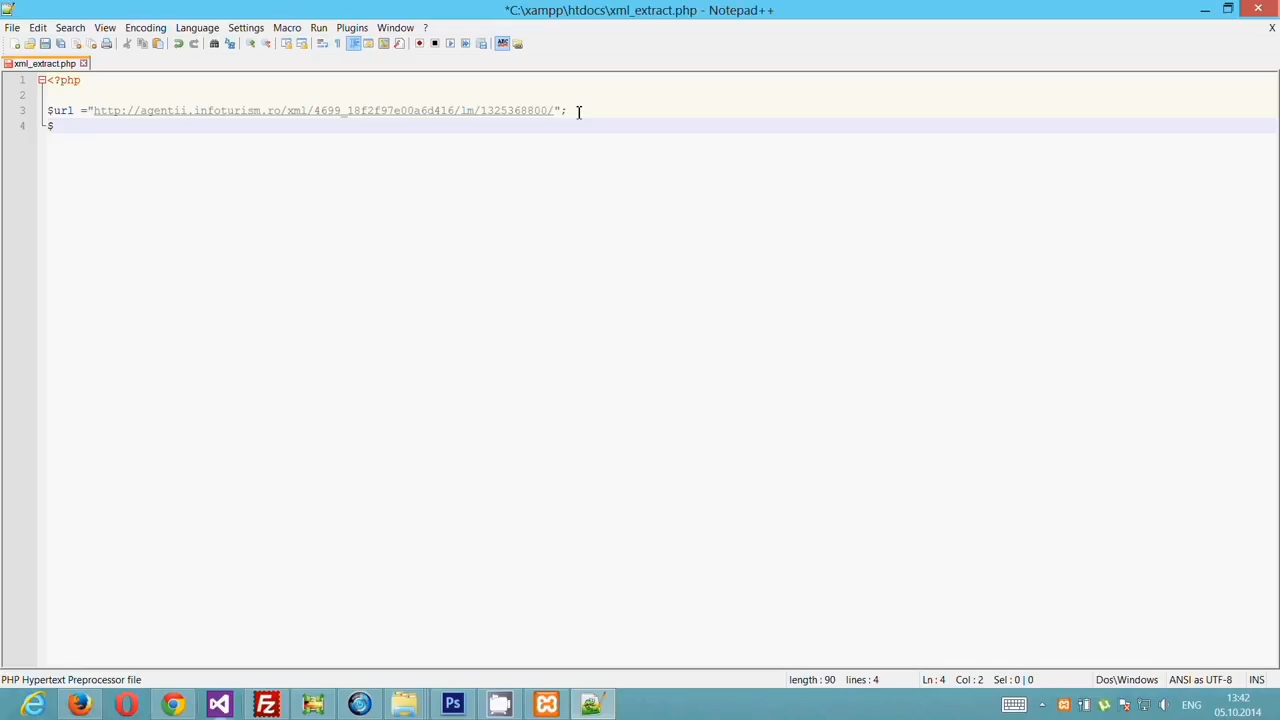 *C:\xampp\htdocs\xml_extract.php - Notepad++
File Edit Search View Encoding Language Settings Macro Run Plugins Window ? X
xml_extract.php
1 <?php
2
3 $url ="http://agentii.infoturism.ro/xml/4699_18f2f97e00a6d416/lm/1325368800/";
4 $
PHP Hypertext Preprocessor file length : 90 lines : 4 Ln : 4 Col : 2 Sel : 0 | 0 Dos\Windows ANSI as UTF-8 INS
ENG 13:42
05.10.2014